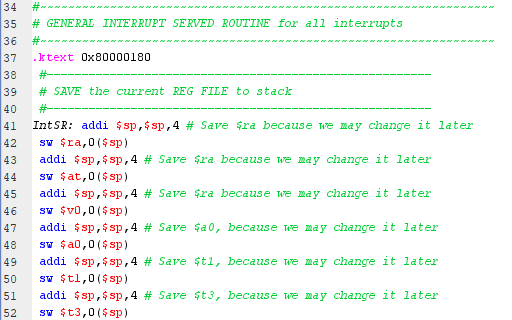 34 #-----------------------------------------------------------------
35 # GENERAL INTERRUPT SERVED ROUTINE for all interrupts
36 #-----------------------------------------------------------------
37 .ktext 0x80000180
38 #-------------------------------------------------------
39 # SAVE the current REG FILE to stack
40 #-------------------------------------------------------
41 IntSR: addi $sp,$sp,4 # Save $ra because we may change it later
42 sw $ra,0($sp)
43 addi $sp,$sp,4 # Save $ra because we may change it later
44 sw $at,0($sp)
45 addi $sp,$sp,4 # Save $ra because we may change it later
46 sw $v0,0($sp)
47 addi $sp,$sp,4 # Save $a0, because we may change it later
48 sw $a0,0($sp)
49 addi $sp,$sp,4 # Save $t1, because we may change it later
50 sw $t1,0($sp)
51 addi $sp,$sp,4 # Save $t3, because we may change it later
52 sw $t3,0($sp)